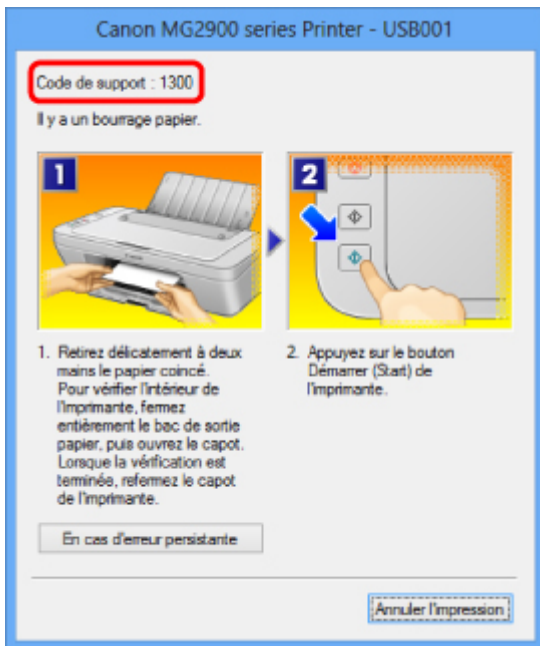 Canon MG2900 series Printer - USB001
Code de support : 1300
Il y a un bourrage papier.
1
2
1. Retirez délicatement à deux
mains le papier coincé.
Pour vérifier l'intérieur de
l'imprimante, fermez
entièrement le bac de sortie
papier, puis ouvrez le capot.
Lorsque la vérification est
terminée, refermez le capot
de l'imprimante.
2. Appuyez sur le bouton
Démarrer (Start) de
l'imprimante.
En cas d'erreur persistante
Annuler l'impression